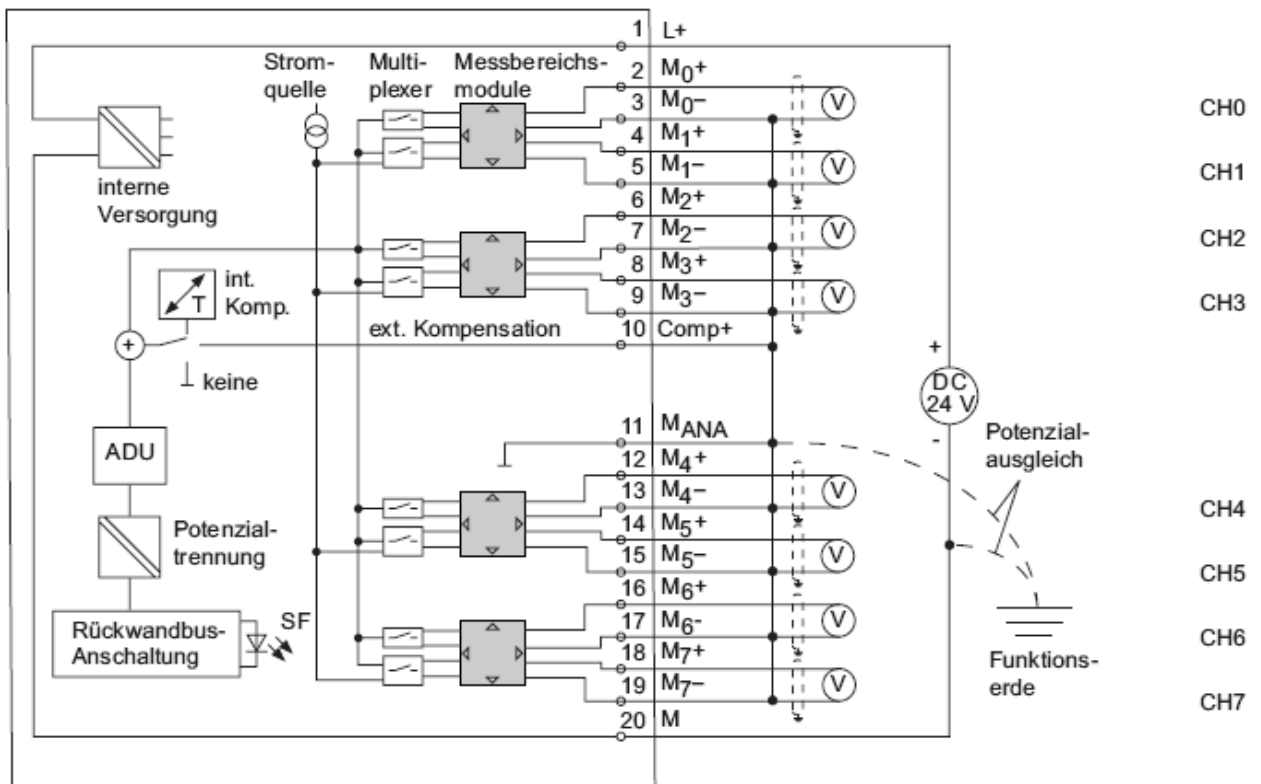 1 L+
Strom-
quelle
Multi-
plexer
Messbereichs-
module
2 M0+
3 M0–
V
CH0
4 M1+
5 M1–
V
CH1
interne
Versorgung
6 M2+
7 M2–
V
CH2
8 M3+
9 M3–
V
CH3
T
int.
Komp.
ext. Kompensation
10 Comp+
+
keine
+
DC
24 V
-
11 MANA
Potenzial-
ausgleich
ADU
12 M4+
13 M4–
V
CH4
14 M5+
15 M5–
V
CH5
Potenzial-
trennung
16 M6+
17 M6-
V
CH6
Rückwandbus-
Anschaltung
SF
18 M7+
19 M7–
V
CH7
Funktions-
erde
20 M